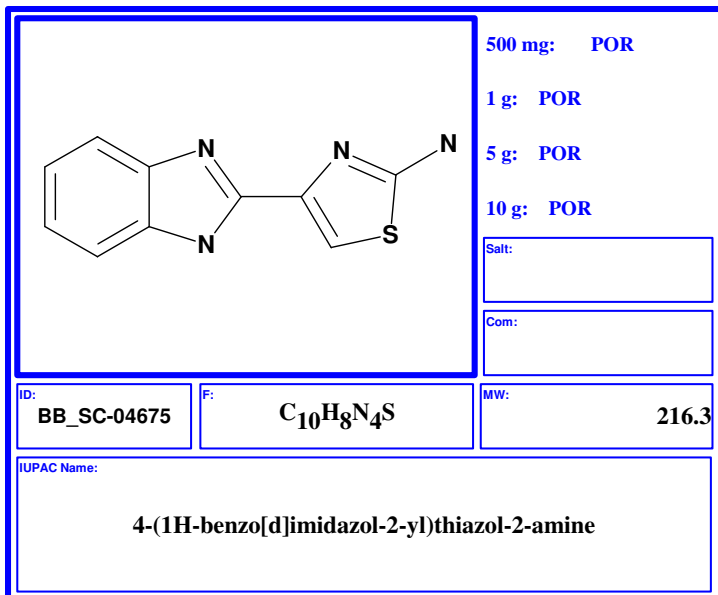 500 mg: POR
1 g: POR
5 g: POR
10 g: POR
N
N
N
N
S
Salt:
Com:
ID:
BB_SC-04675
F:
C10H8N4S
MW:
216.3
IUPAC Name:
4-(1H-benzo[d]imidazol-2-yl)thiazol-2-amine